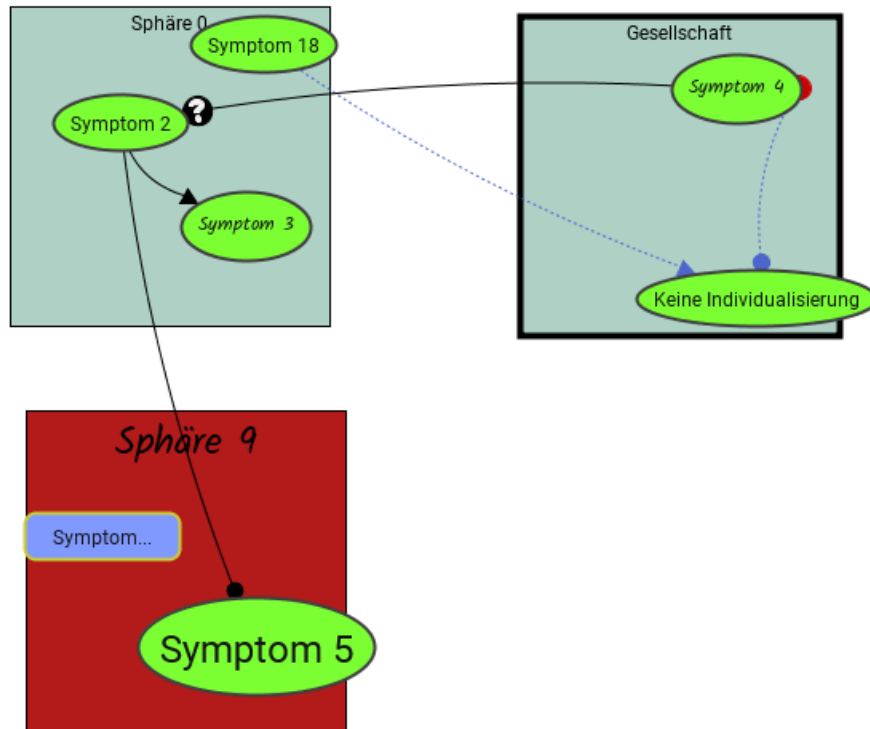 Sphäre 0
Symptom 18
?
Symptom 2
Symptom 3
Gesellschaft
Symptom 4
Keine Individualisierung
Sphäre 9
Symptom...
Symptom 5